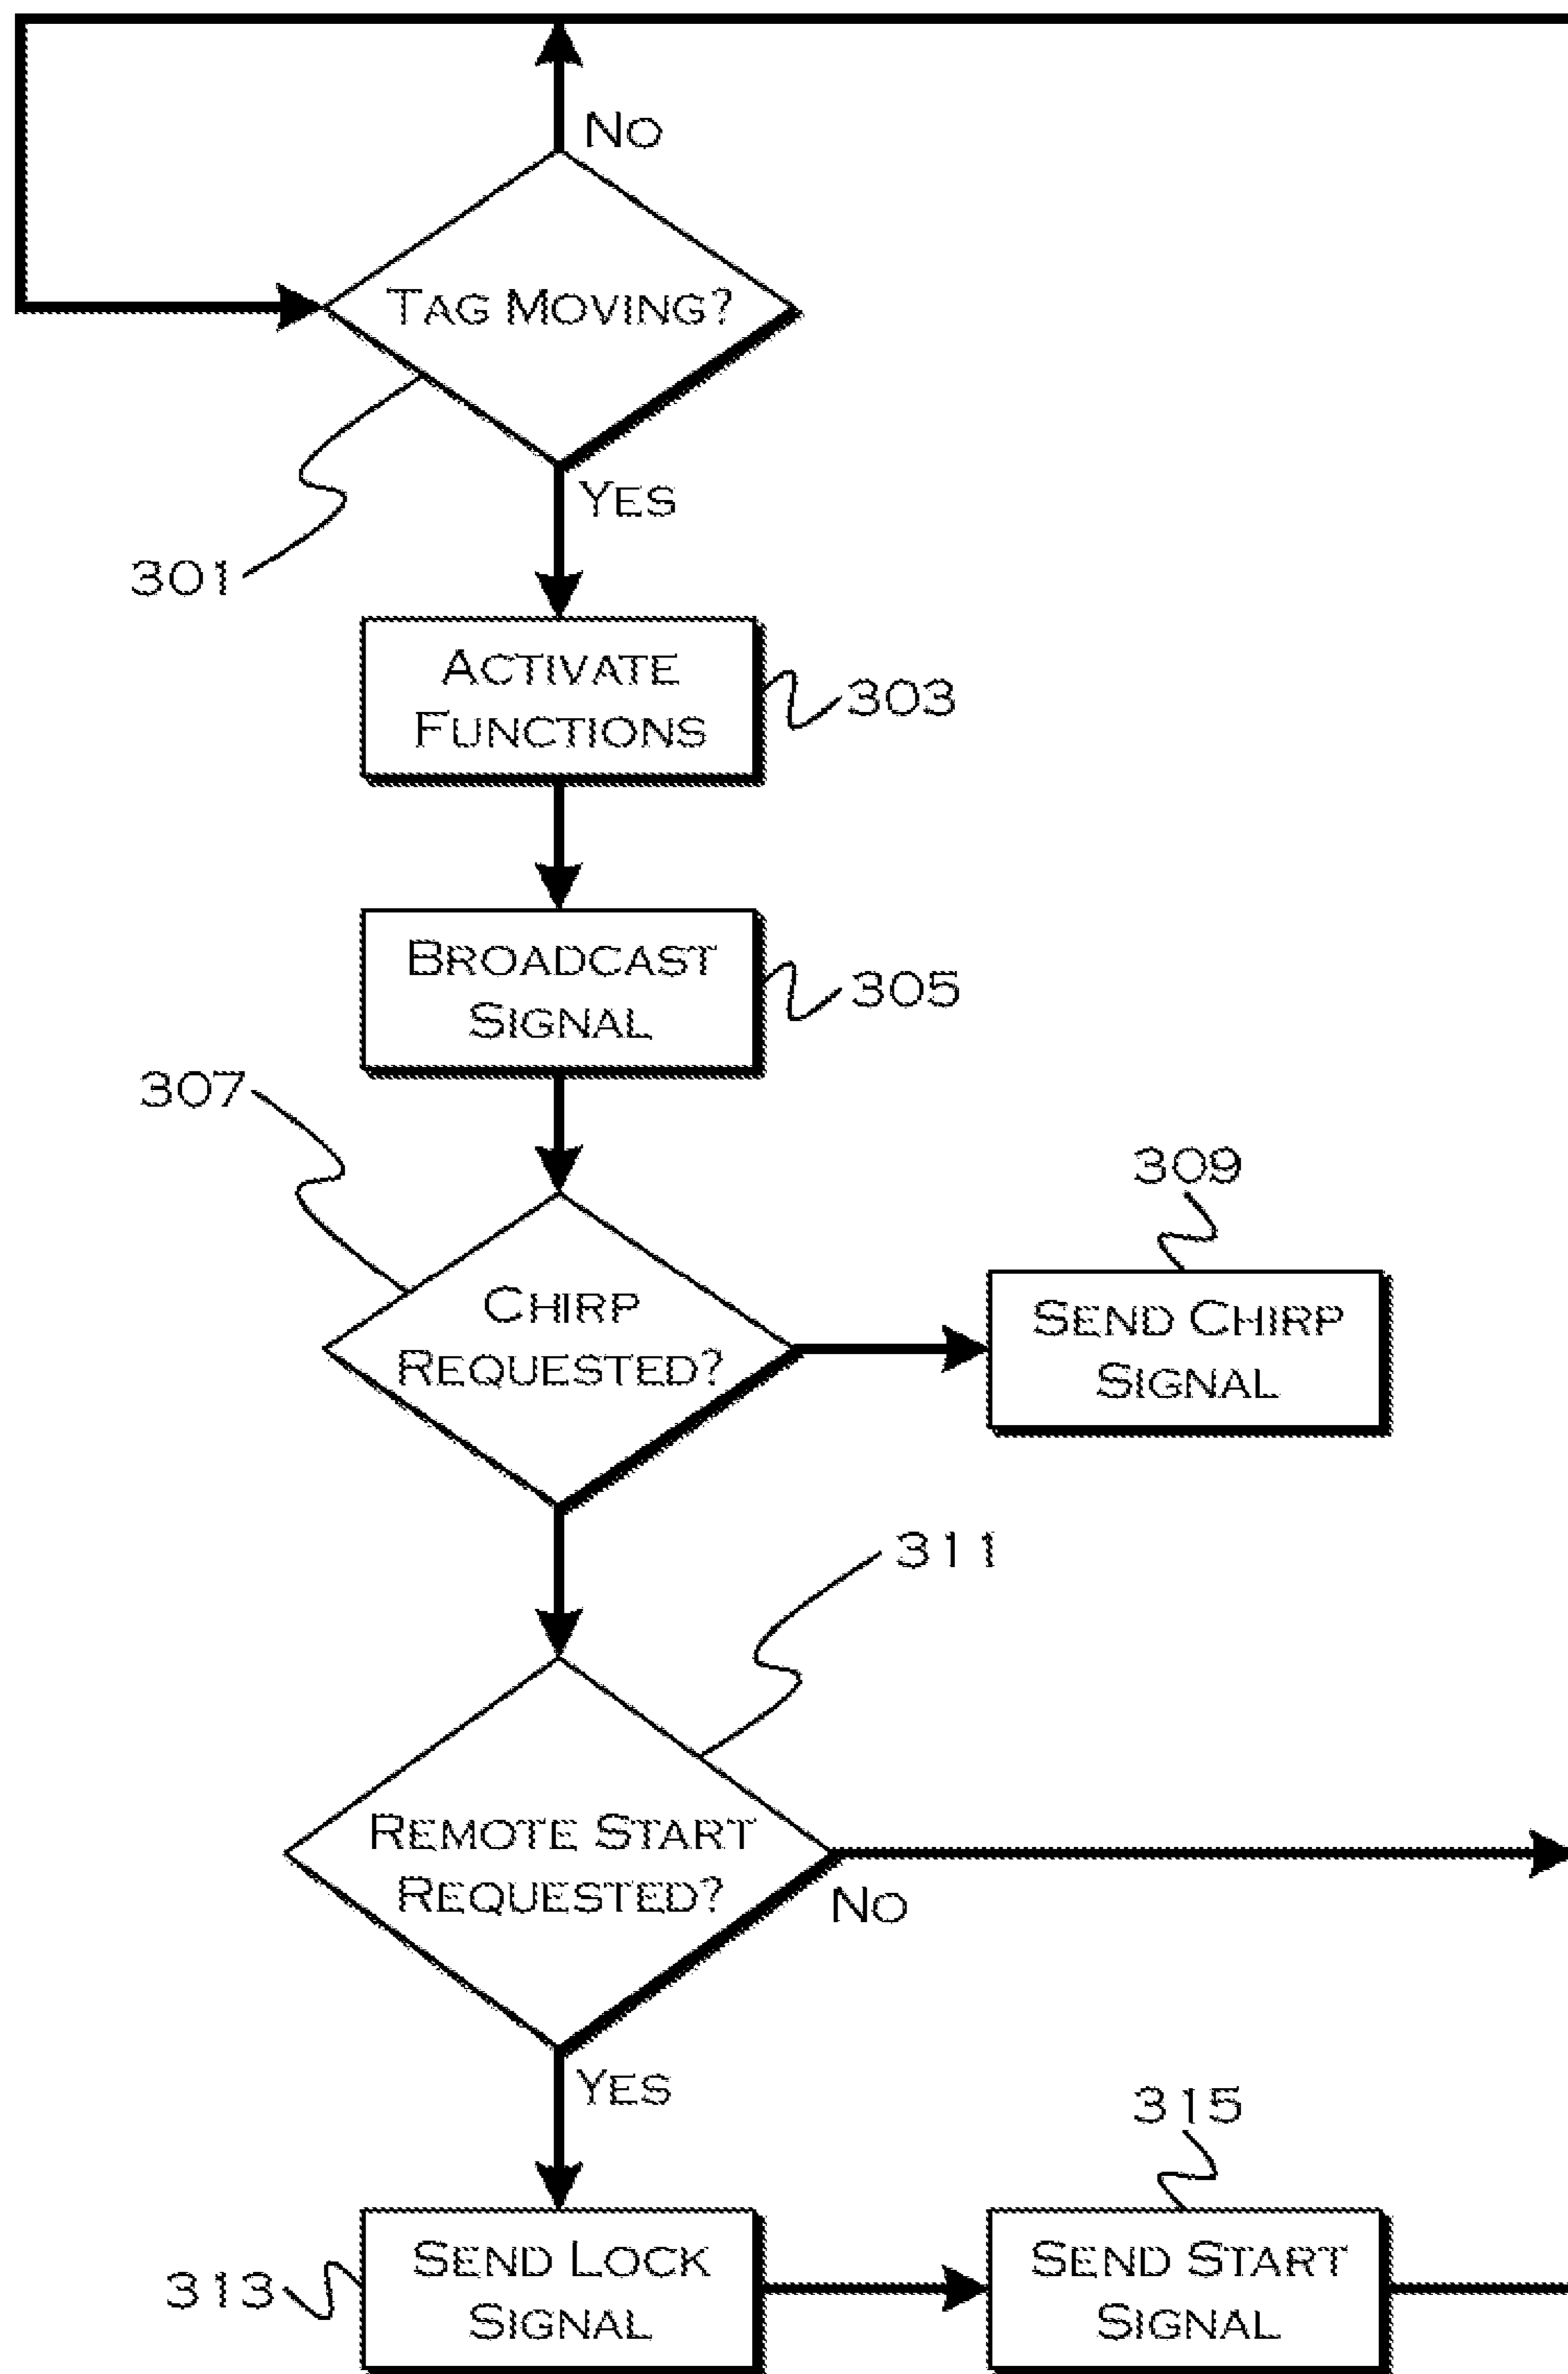 NO
TAG MOVING?
YES
301
ACTIVATE
FUNCTIONS
303
BROADCAST
SIGNAL
305
307
309
CHIRP
REQUESTED?
SEND CHIRP
SIGNAL
311
REMOTE START
REQUESTED?
NO
YES
315
313
SEND LOCK
SIGNAL
SEND START
SIGNAL